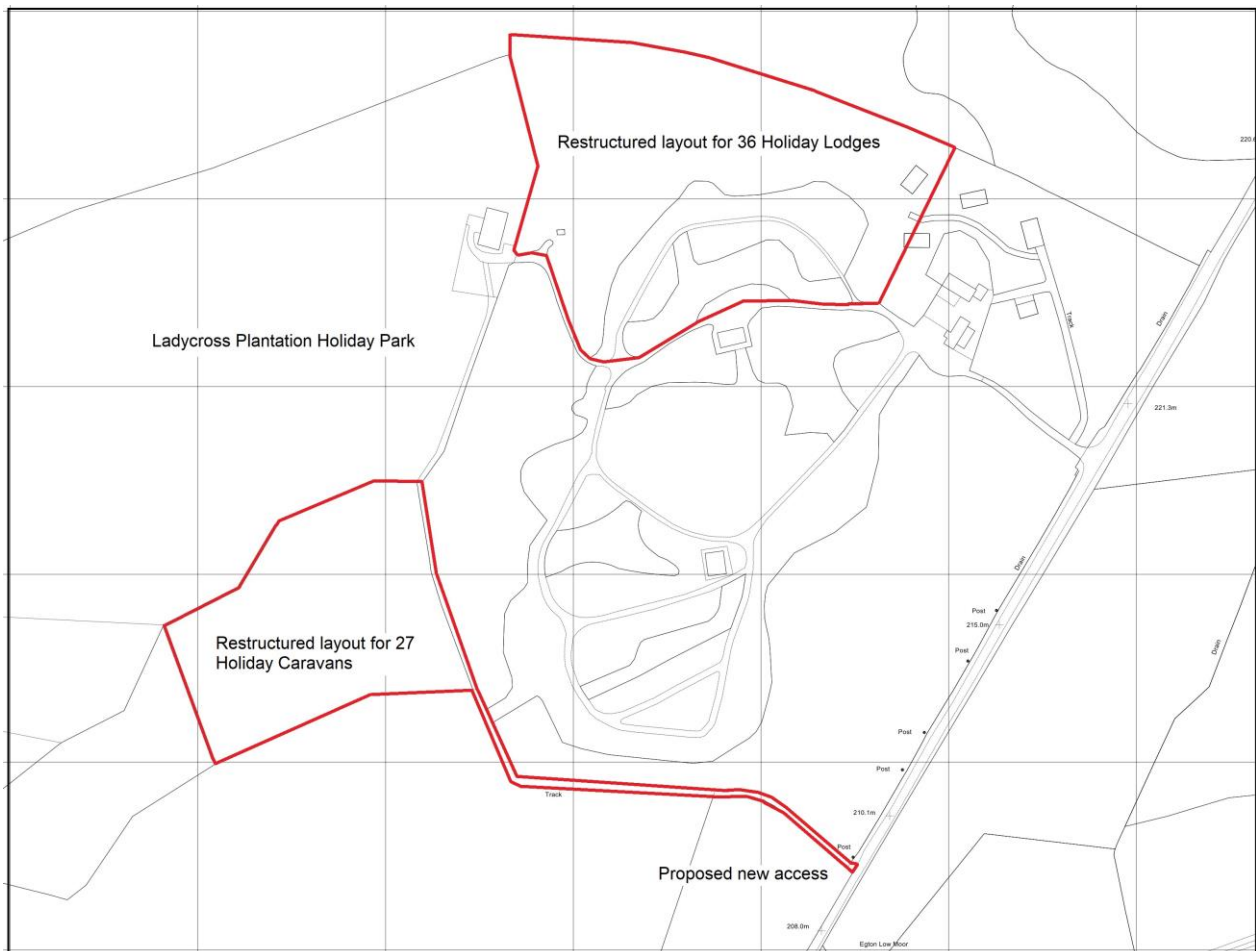 Restructured layout for 36 Holiday Lodges
220.
Ladycross Plantation Holiday Park
Track
Drain
221.3m
Drain
Post
215.0m
Post
Drain
Restructured layout for 27
Holiday Caravans
Post
Post
Track
210.1m
Post
Proposed new access
208.0m
Egton Low Moor